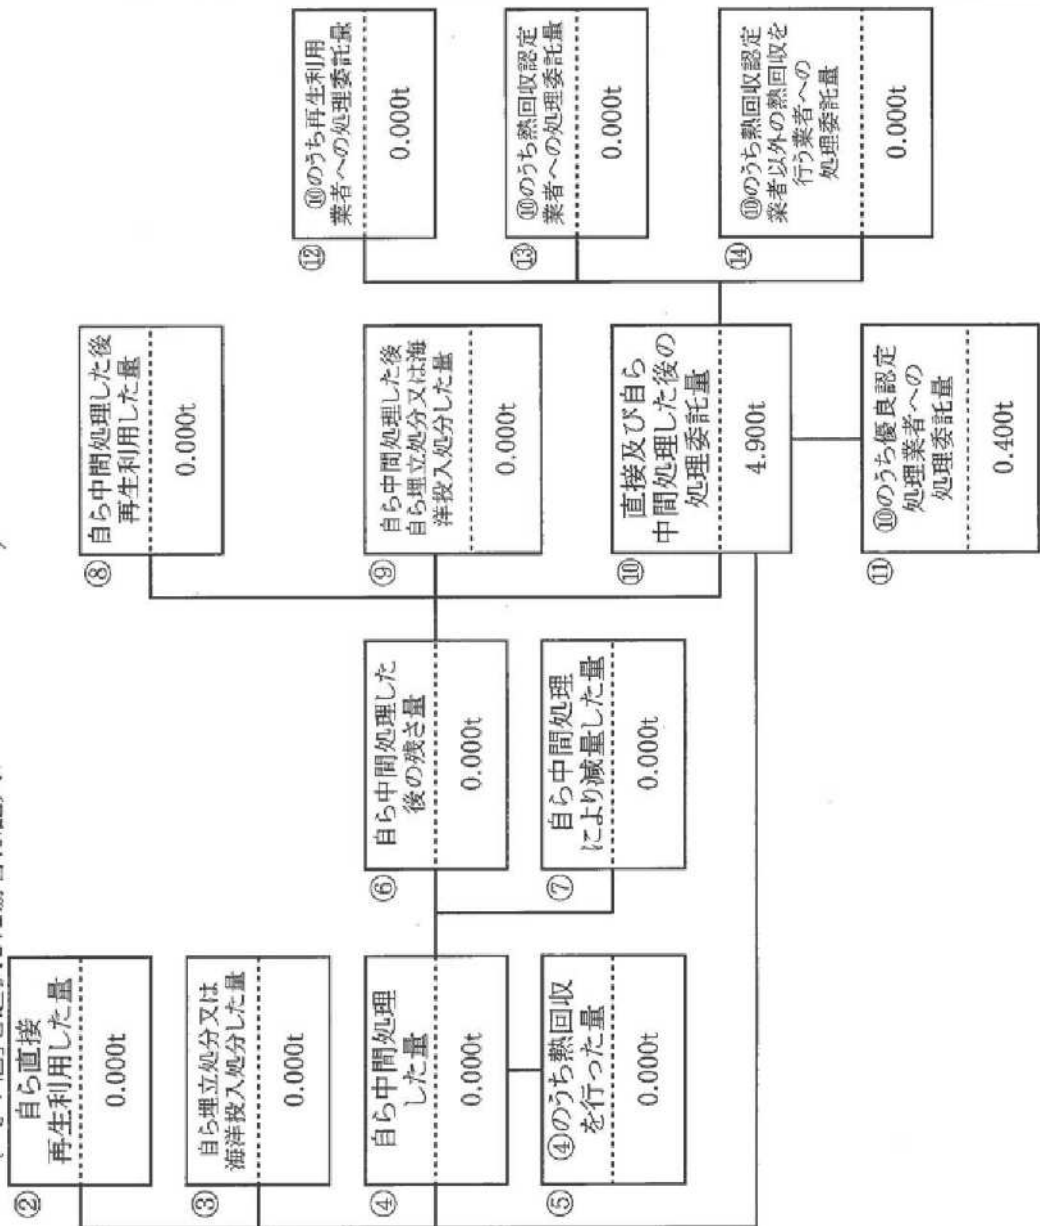 ②
自ら直接
再生利用した量
0.000t
③
自ら埋立処分又は
海洋投入処分した量
0.000t
④
自ら中間処理
した量
0.000t
⑤
④のうち熱回収
を行った量
0.000t
⑥
自ら中間処理した
後の残さ量
0.000t
⑦
自ら中間処理
により減量した量
0.000t
⑧
自ら中間処理した後
再生利用した量
0.000t
⑨
自ら中間処理した後
自ら埋立処分又は海
洋投入処分した量
0.000t
⑩
直接及び自ら
中間処理した後の
処理委託量
4.900t
⑪
⑩のうち優良認定
処理業者への
処理委託量
0.400t
⑫
⑩のうち再生利用
業者への処理委託量
0.000t
⑬
⑩のうち熱回収認定
業者への処理委託量
0.000t
⑭
⑩のうち熱回収認定
業者以外の熱回収を
行う業者への
処理委託量
0.000t